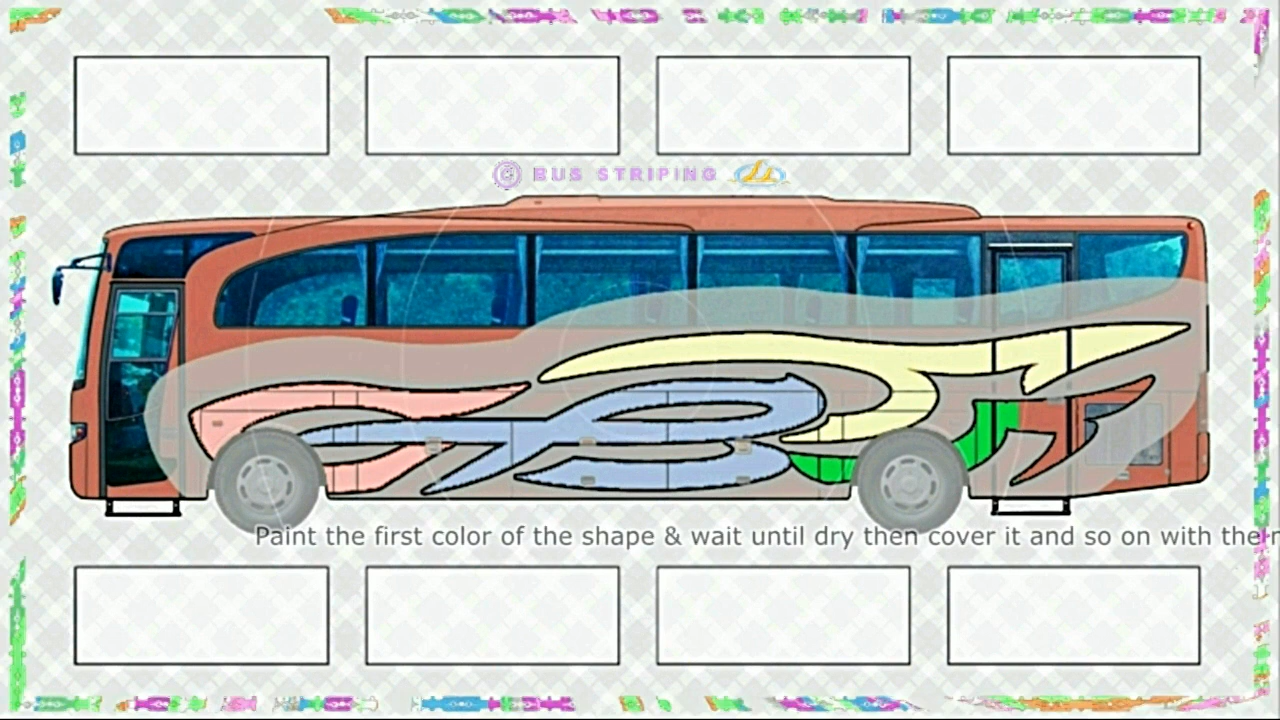 BUS STRIPING
Paint the first color of the shape & wait until dry then cover it and so on with the